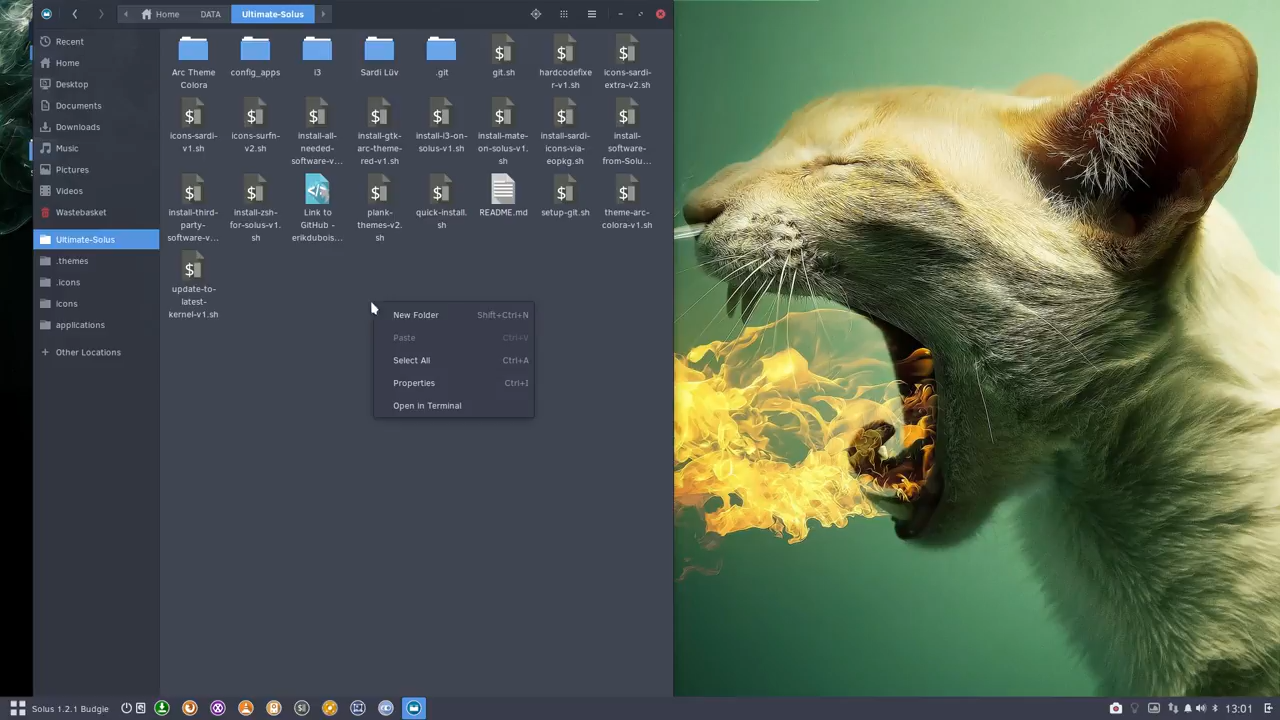 Home
DATA
Ultimate-Solus
Recent
Home
Desktop
Documents
Downloads
Music
Pictures
Videos
Wastebasket
Ultimate-Solus
.themes
.icons
icons
applications
Other Locations
Arc Theme
Colora
config_apps
i3
Sardi Lüv
.git
git.sh
hardcodefixe
r-v1.sh
icons-sardi-
extra-v2.sh
icons-sardi-
v1.sh
icons-surfn-
v2.sh
install-all-
needed-
software-v...
install-gtk-
arc-theme-
red-v1.sh
install-i3-on-
solus-v1.sh
install-mate-
on-solus-v1.
sh
install-sardi-
icons-via-
eopkg.sh
install-
software-
from-Solu...
install-third-
party-
software-v...
install-zsh-
for-solus-v1.
sh
Link to
GitHub -
erikdubois...
plank-
themes-v2.
sh
quick-install.
sh
README.md
setup-git.sh
theme-arc-
colora-v1.sh
update-to-
latest-
kernel-v1.sh
New Folder Shift+Ctrl+N
Paste Ctrl+V
Select All Ctrl+A
Properties Ctrl+I
Open in Terminal
Solus 1.2.1 Budgie
13:01